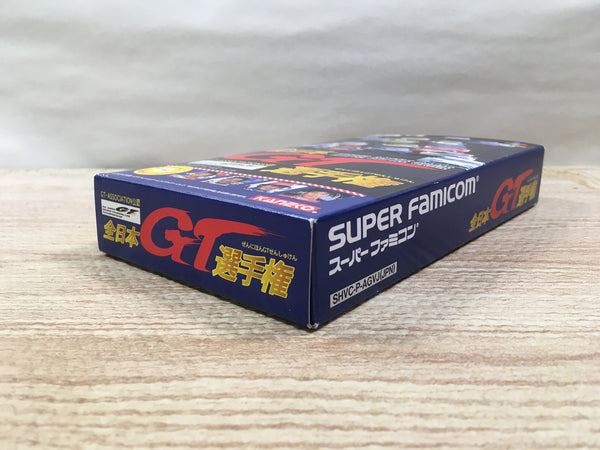 GT-ASSOCIATION公認
GT
全日本GT選手権
ぜんにほんGTせんしゅけん
KANEKO
SUPER FAMICOM®
スーパーファミコン®
SHVC-P-AGVJ(JPN)
全日本GT選手権